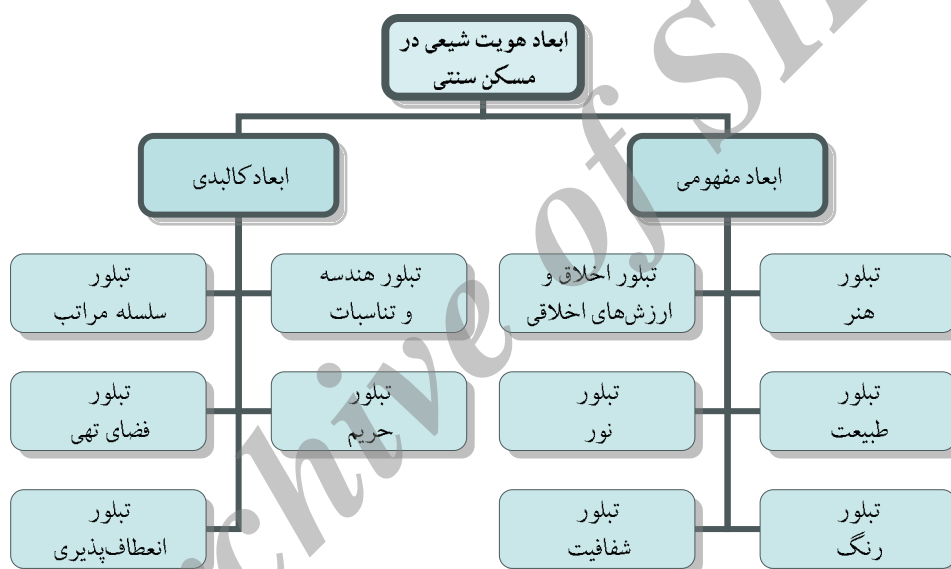 ابعاد هویت شیعی در
مسکن سنتی
ابعاد مفهومی
ابعاد کالبدی
تبلور
هنر
تبلور اخلاق و
ارزش‌های اخلاقی
تبلور هندسه
و تناسبات
تبلور
سلسله مراتب
تبلور
طبیعت
تبلور
نور
تبلور
حریم
تبلور
فضای تهی
تبلور
رنگ
تبلور
شفافیت
تبلور
انعطاف‌پذیری